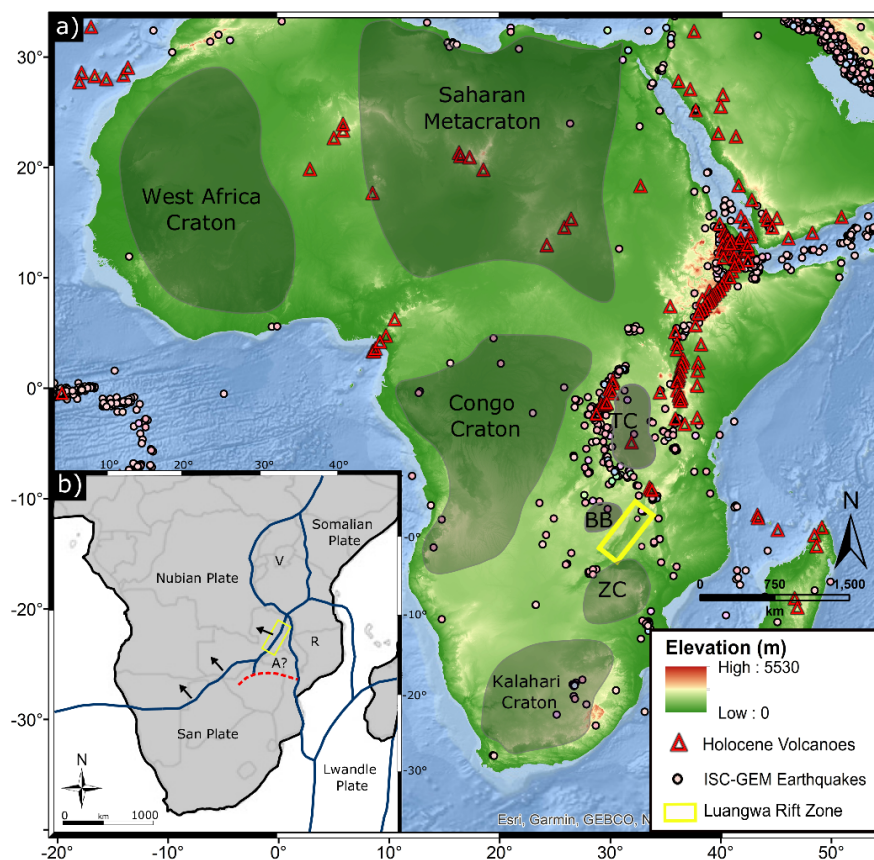 a)
30°
20°
10°
0°
-10°
-20°
-30°
-20 -10 0 10 20 30 40 50
West Africa
Craton
Saharan
Metacraton
Congo
Craton
TC
BB
ZC
Kalahari
Craton
N
0 750 1,500
km
Esri, Garmin, GEBCO, N
b)
10° 20° 30° 40°
-0°
-10°
-20°
-30°
Nubian Plate
Somalian
Plate
V
R
A?
San Plate
Lwandle
Plate
N
0 km 1000
Elevation (m)
High : 5530
Low : 0
Holocene Volcanoes
ISC-GEM Earthquakes
Luangwa Rift Zone